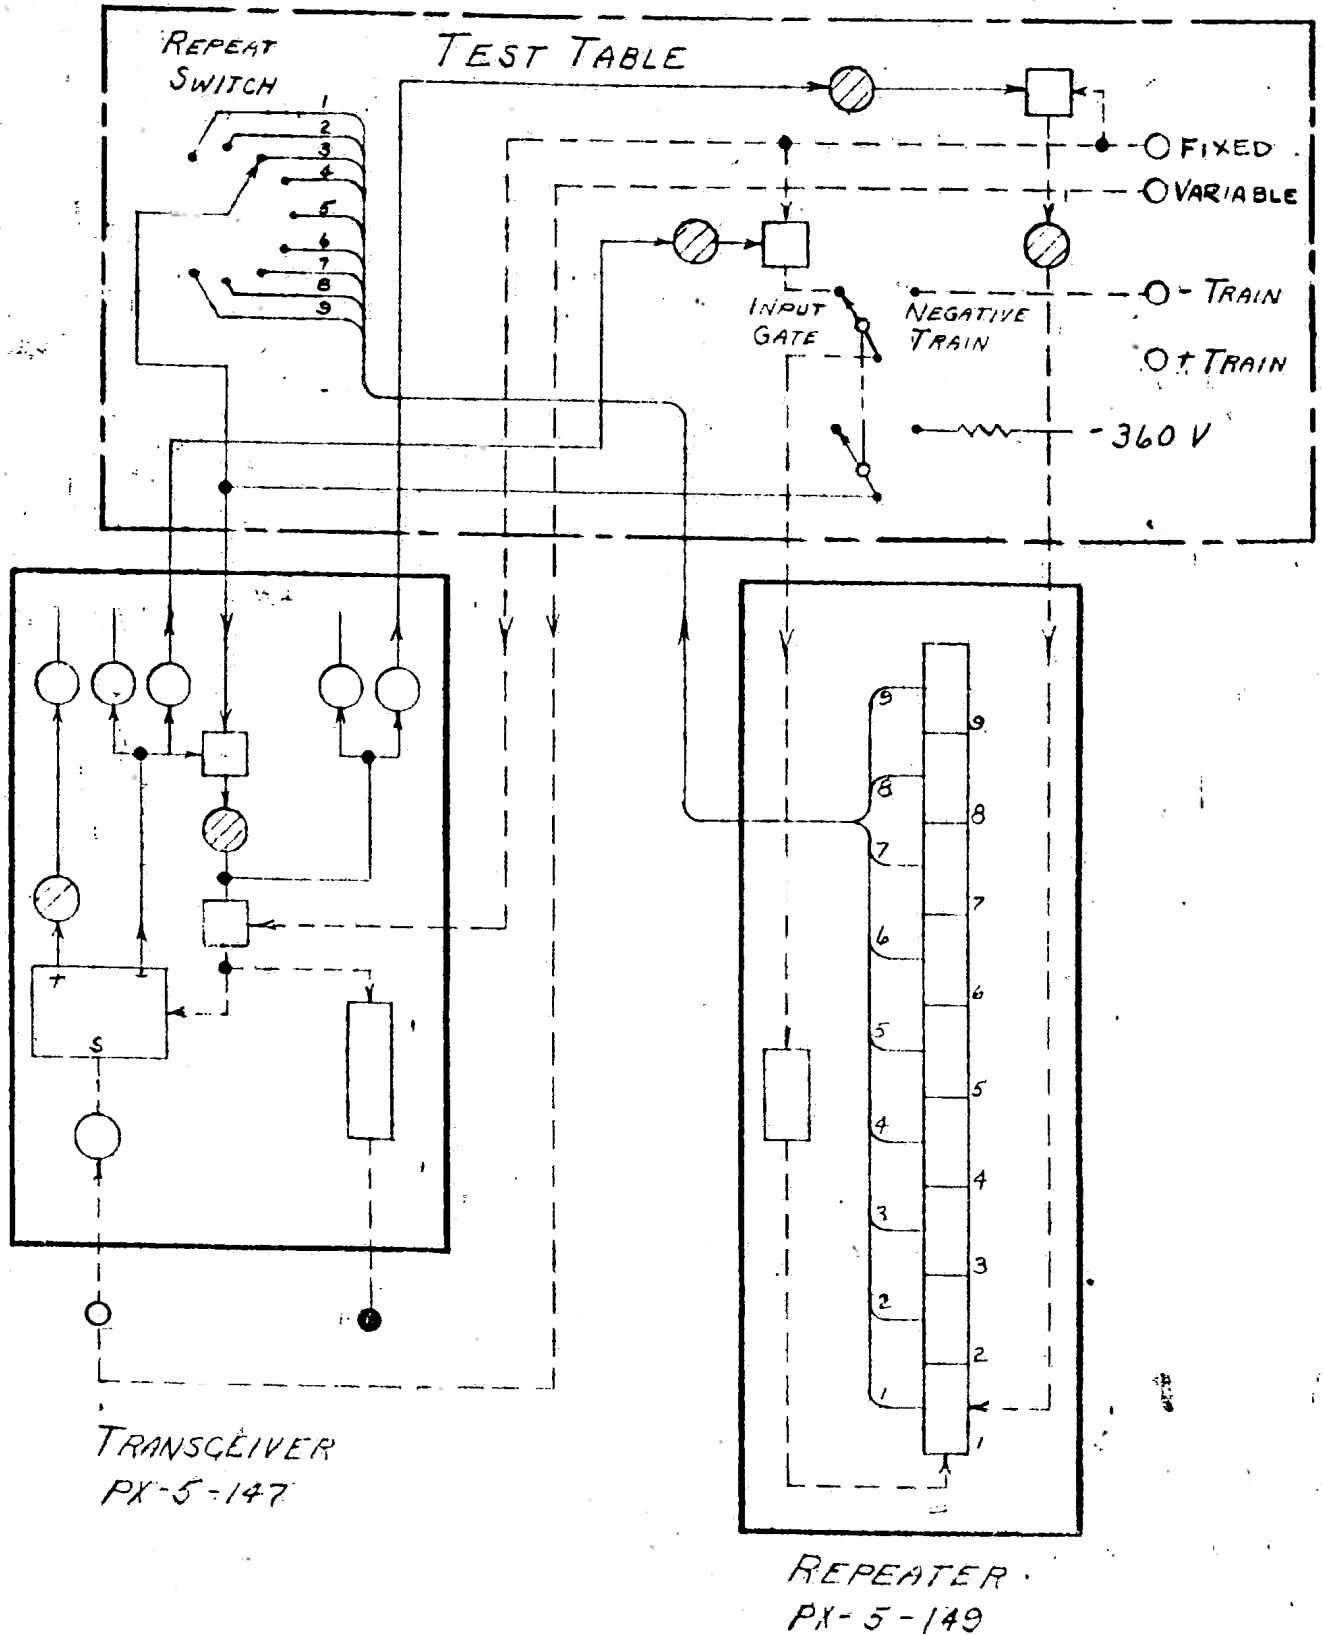 REPEAT
SWITCH
TEST TABLE
1
2
3
4
5
6
7
8
9
FIXED
VARIABLE
- TRAIN
+ TRAIN
- 360 V
INPUT
GATE
NEGATIVE
TRAIN
+
-
S
9
8
7
6
5
4
3
2
1
9
8
7
6
5
4
3
2
1
TRANSCEIVER
PX-5-147
REPEATER
PX-5-149